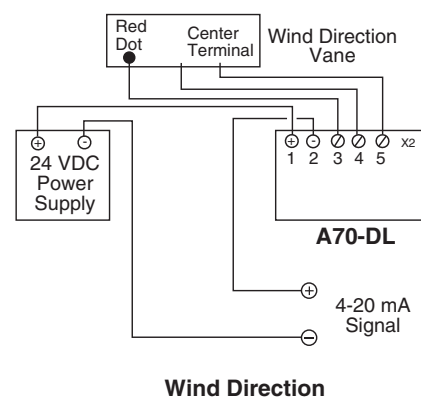 Red
Dot
Center
Terminal
Wind Direction
Vane
+ -
24 VDC
Power
Supply
+ -
1 2 3 4 5 X2
A70-DL
+
4-20 mA
Signal
−
Wind Direction